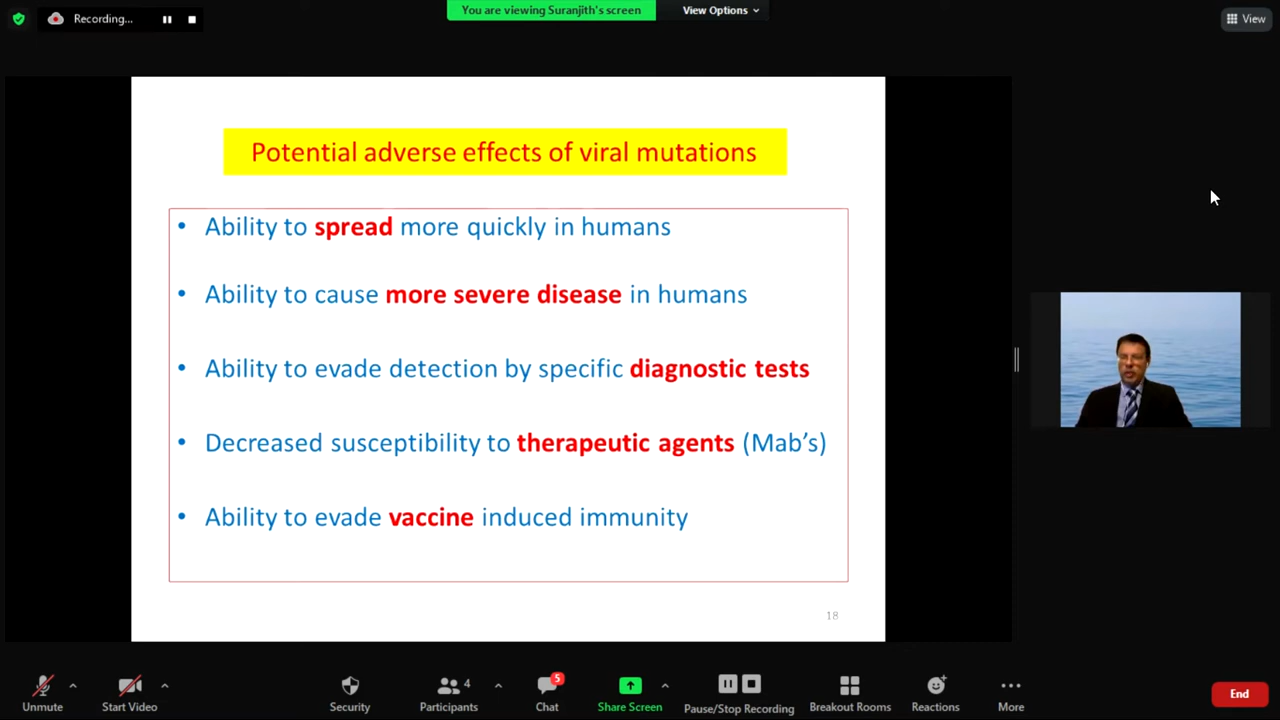 Recording...
You are viewing Suranjith's screen
View Options
View
Potential adverse effects of viral mutations
• Ability to spread more quickly in humans
• Ability to cause more severe disease in humans
• Ability to evade detection by specific diagnostic tests
• Decreased susceptibility to therapeutic agents (Mab's)
• Ability to evade vaccine induced immunity
18
Unmute
Start Video
Security
4
Participants
5
Chat
Share Screen
Pause/Stop Recording
Breakout Rooms
Reactions
More
End